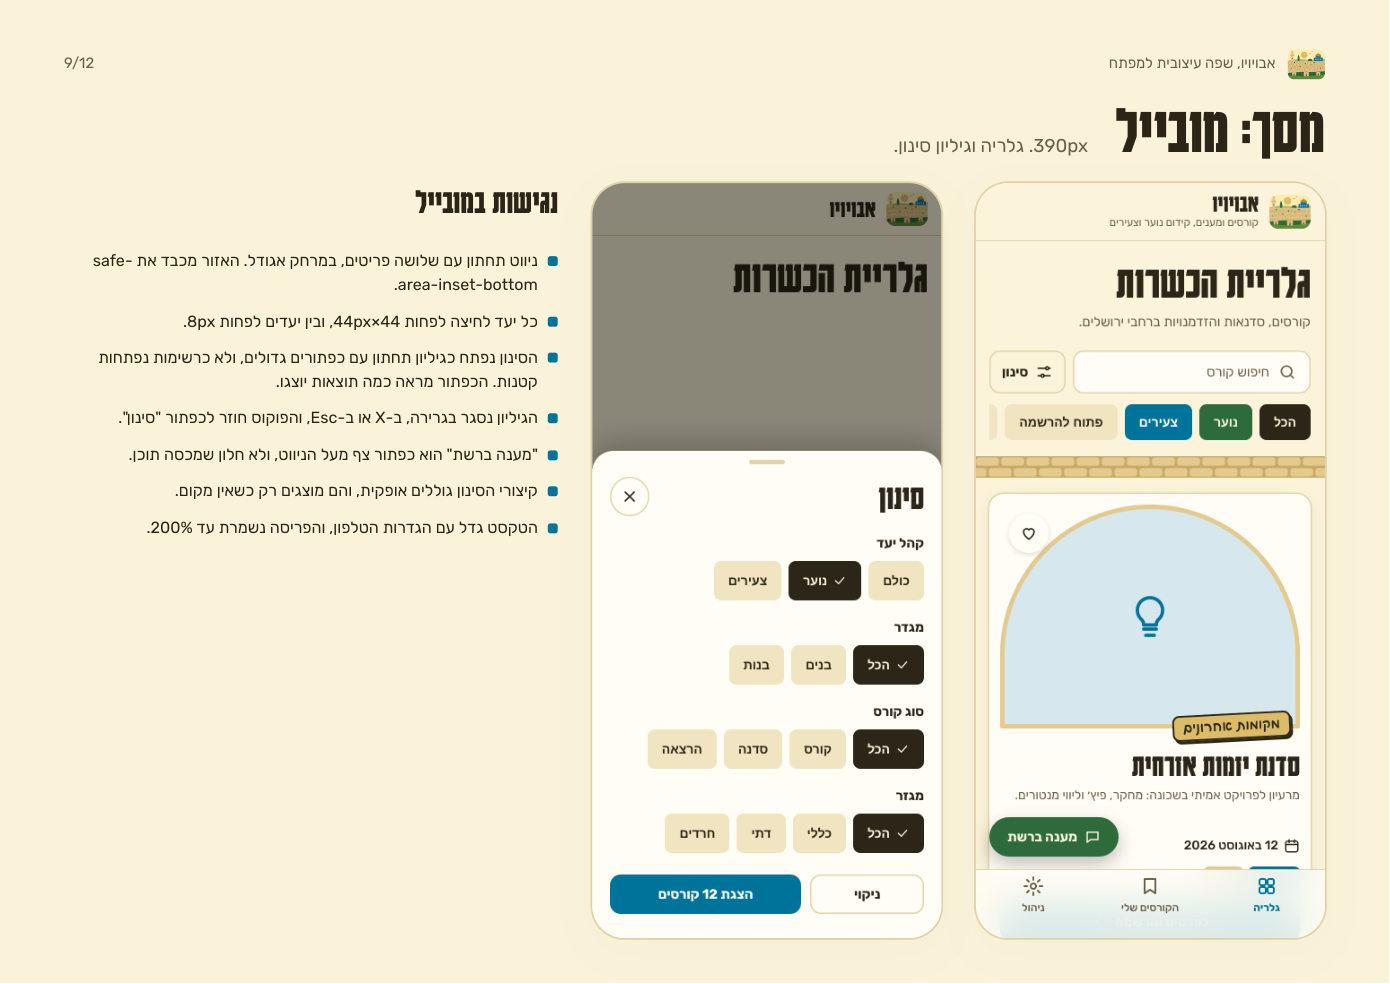 אבויויו, שפה עיצובית למפתח
9/12
מסך: מובייל
390px. גלריה וגיליון סינון.
אבויויו
קורסים ומענים, קידום נוער וצעירים
גלריית הכשרות
קורסים, סדנאות והזדמנויות ברחבי ירושלים.
חיפוש קורס
סינון
הכל
נוער
צעירים
פתוח להרשמה
מקומות אחרונים
סדנת יזמות אזרחית
מרעיון לפרויקט אמיתי בשכונה: מחקר, פיץ' וליווי מנטורים.
12 באוגוסט 2026
מענה ברשת
גלריה
הקורסים שלי
ניהול
אבויויו
גלריית הכשרות
סינון
קהל יעד
כולם
נוער
צעירים
מגדר
הכל
בנים
בנות
סוג קורס
הכל
קורס
סדנה
הרצאה
מגזר
הכל
כללי
דתי
חרדים
ניקוי
הצגת 12 קורסים
נגישות במובייל
ניווט תחתון עם שלושה פריטים, במרחק אגודל. האזור מכבד את safe-
area-inset-bottom.
כל יעד לחיצה לפחות 44×44px, ובין יעדים לפחות 8px.
הסינון נפתח כגיליון תחתון עם כפתורים גדולים, ולא כרשימות נפתחות
קטנות. הכפתור מראה כמה תוצאות יוצגו.
הגיליון נסגר בגרירה, ב-X או ב-Esc, והפוקוס חוזר לכפתור "סינון".
"מענה ברשת" הוא כפתור צף מעל הניווט, ולא חלון שמכסה תוכן.
קיצורי הסינון גוללים אופקית, והם מוצגים רק כשאין מקום.
הטקסט גדל עם הגדרות הטלפון, והפריסה נשמרת עד 200%.